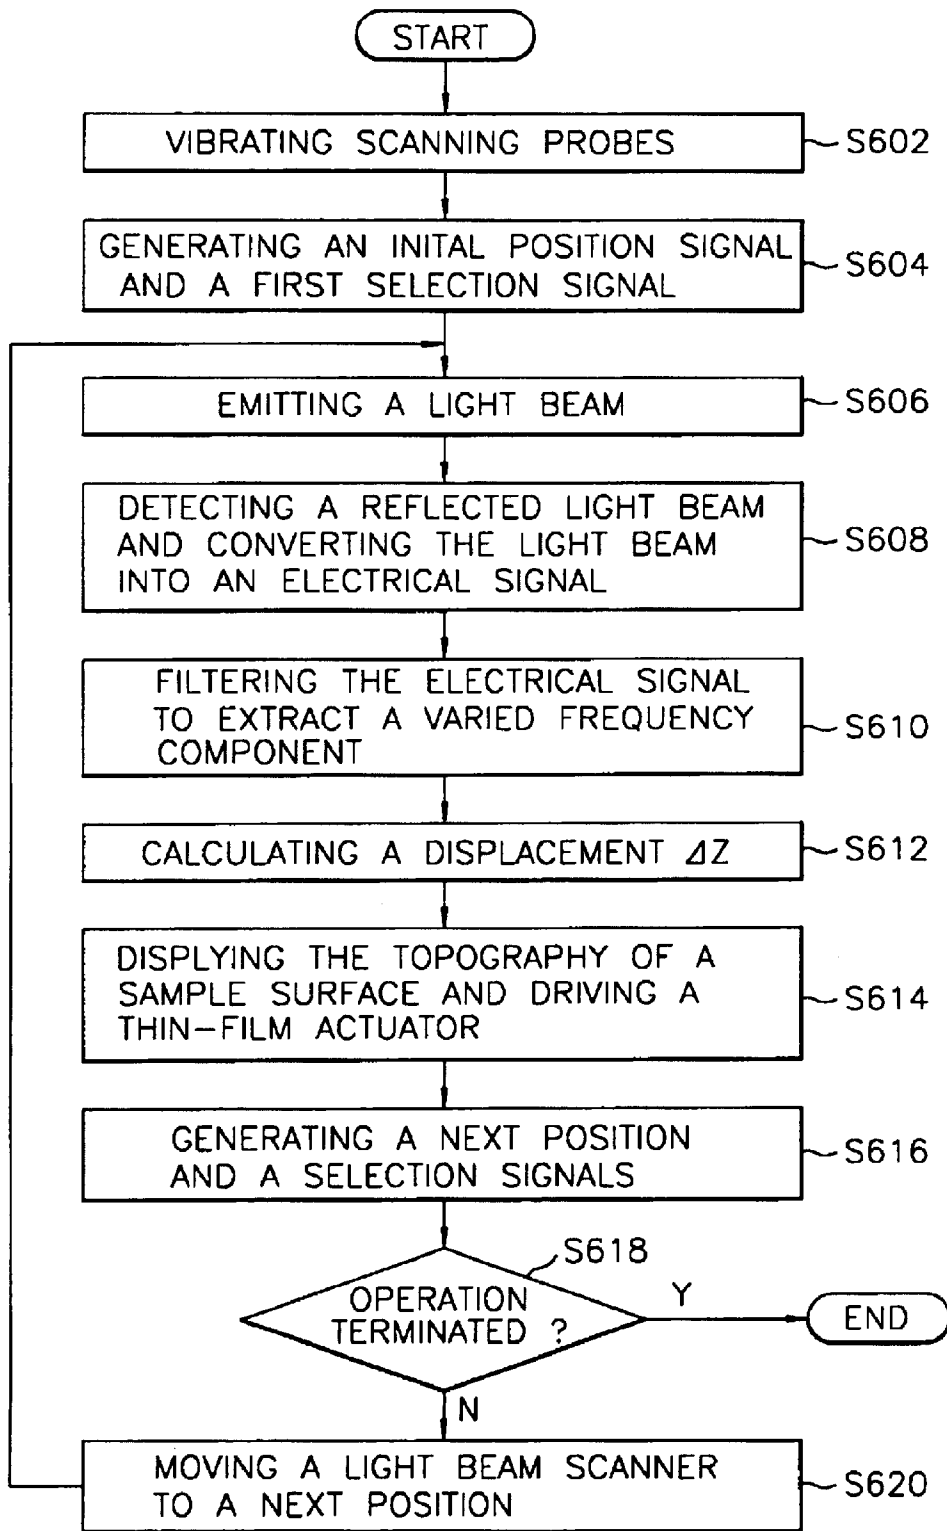 START
VIBRATING SCANNING PROBES
S602
GENERATING AN INITAL POSITION SIGNAL
AND A FIRST SELECTION SIGNAL
S604
EMITTING A LIGHT BEAM
S606
DETECTING A REFLECTED LIGHT BEAM
AND CONVERTING THE LIGHT BEAM
INTO AN ELECTRICAL SIGNAL
S608
FILTERING THE ELECTRICAL SIGNAL
TO EXTRACT A VARIED FREQUENCY
COMPONENT
S610
CALCULATING A DISPLACEMENT ΔZ
S612
DISPLYING THE TOPOGRAPHY OF A
SAMPLE SURFACE AND DRIVING A
THIN-FILM ACTUATOR
S614
GENERATING A NEXT POSITION
AND A SELECTION SIGNALS
S616
S618
OPERATION
TERMINATED ?
Y
END
N
MOVING A LIGHT BEAM SCANNER
TO A NEXT POSITION
S620